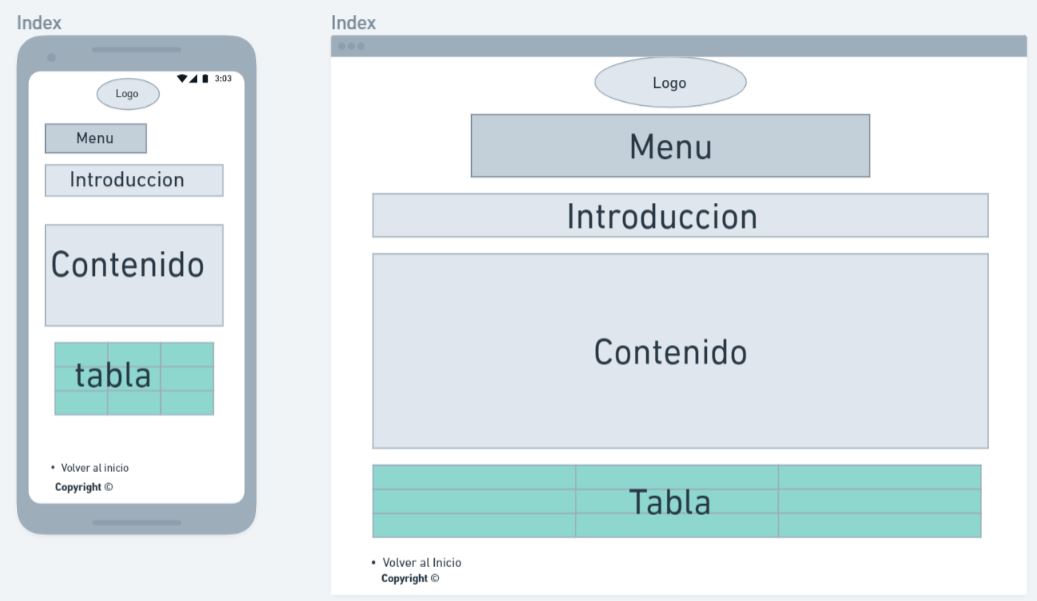 Index
3:03
Logo
Menu
Introduccion
Contenido
tabla
• Volver al inicio
Copyright ©
Index
Logo
Menu
Introduccion
Contenido
Tabla
• Volver al Inicio
Copyright ©